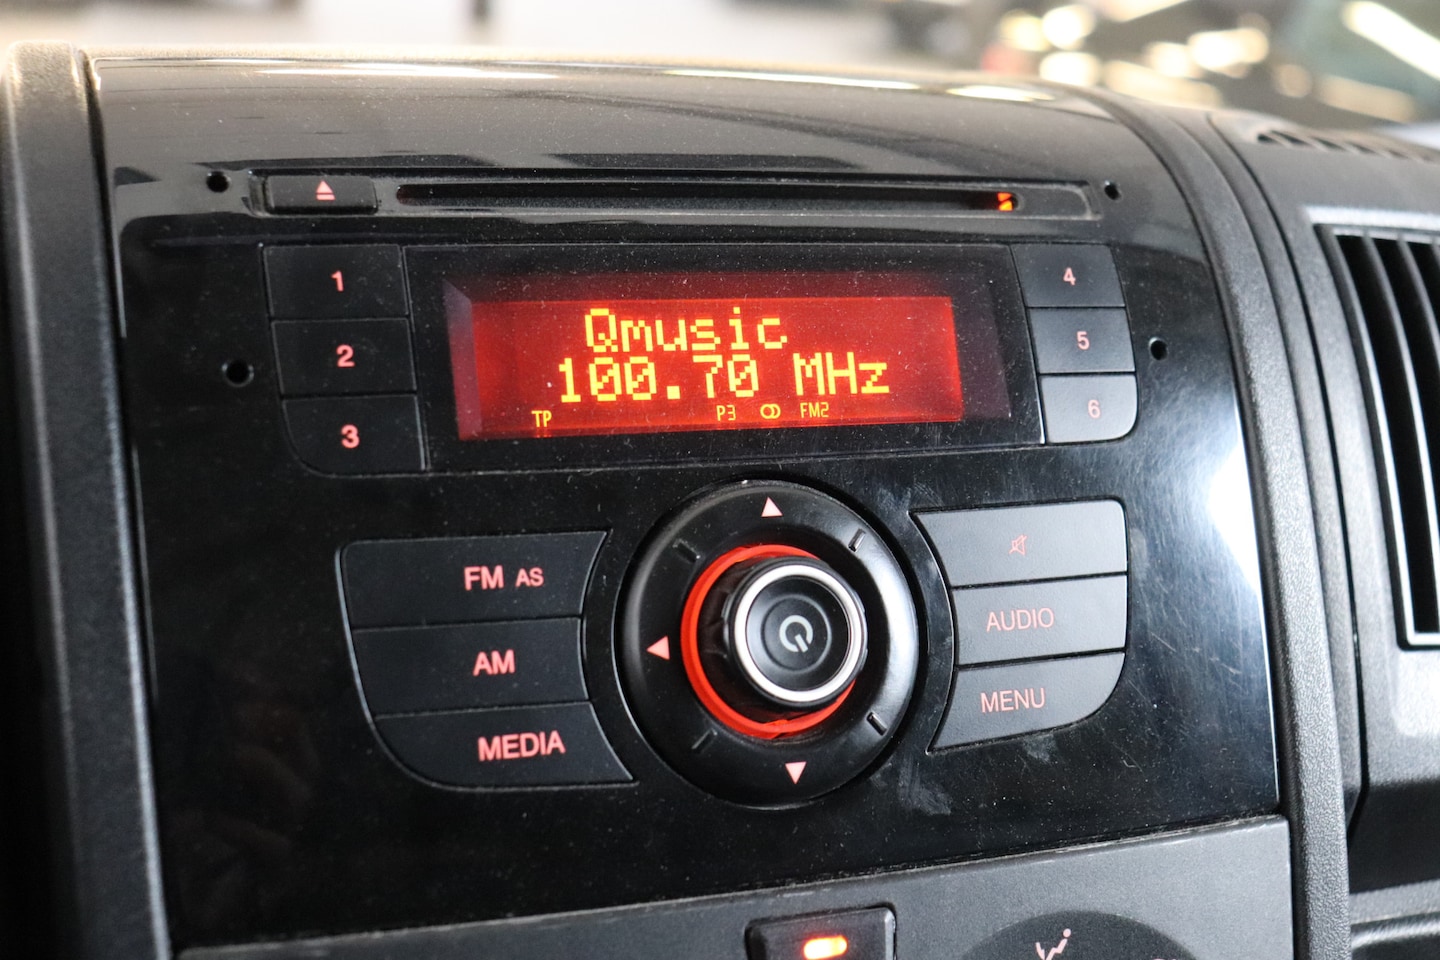 1
2
3
Qmusic
100.70 MHz
TP P3 FM2
4
5
6
FM AS
AM
MEDIA
AUDIO
MENU